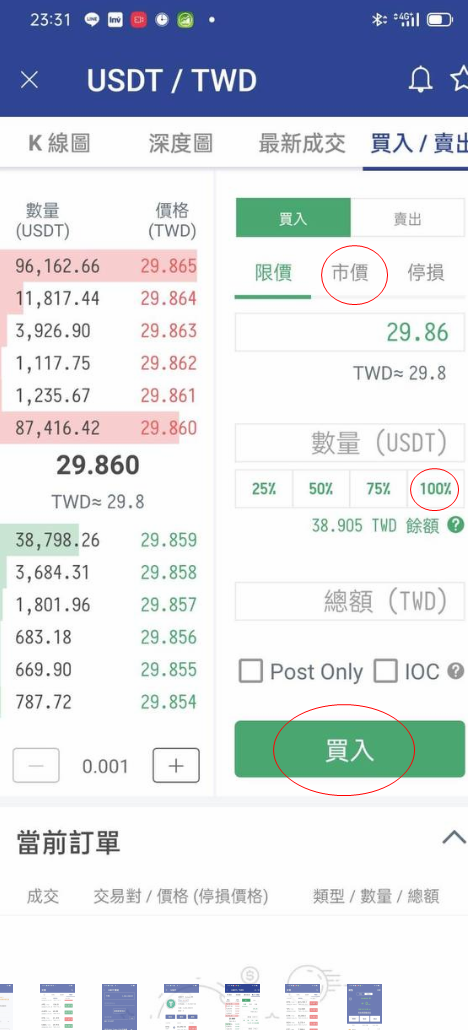 23:31
LINE
inv
4G
USDT / TWD
K 線圖 深度圖 最新成交 買入 / 賣出
數量 (USDT) 價格 (TWD)
96,162.66 29.865
11,817.44 29.864
3,926.90 29.863
1,117.75 29.862
1,235.67 29.861
87,416.42 29.860
29.860
TWD≈ 29.8
38,798.26 29.859
3,684.31 29.858
1,801.96 29.857
683.18 29.856
669.90 29.855
787.72 29.854
0.001
買入 賣出
限價 市價 停損
29.86
TWD≈ 29.8
數量 (USDT)
25% 50% 75% 100%
38.905 TWD 餘額 ?
總額 (TWD)
Post Only IOC ?
買入
當前訂單
成交 交易對 / 價格 (停損價格) 類型 / 數量 / 總額